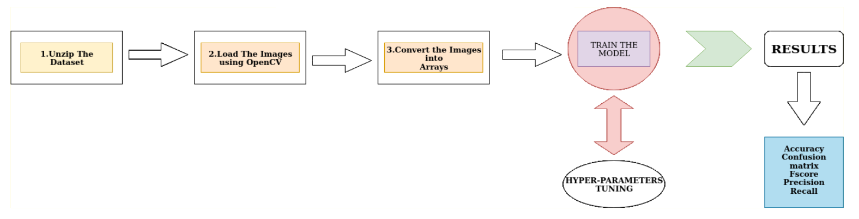 1.Unzip The
Dataset
2.Load The Images
using OpenCV
3.Convert the Images
into
Arrays
TRAIN THE
MODEL
RESULTS
HYPER-PARAMETERS
TUNING
Accuracy
Confusion
matrix
Fscore
Precision
Recall